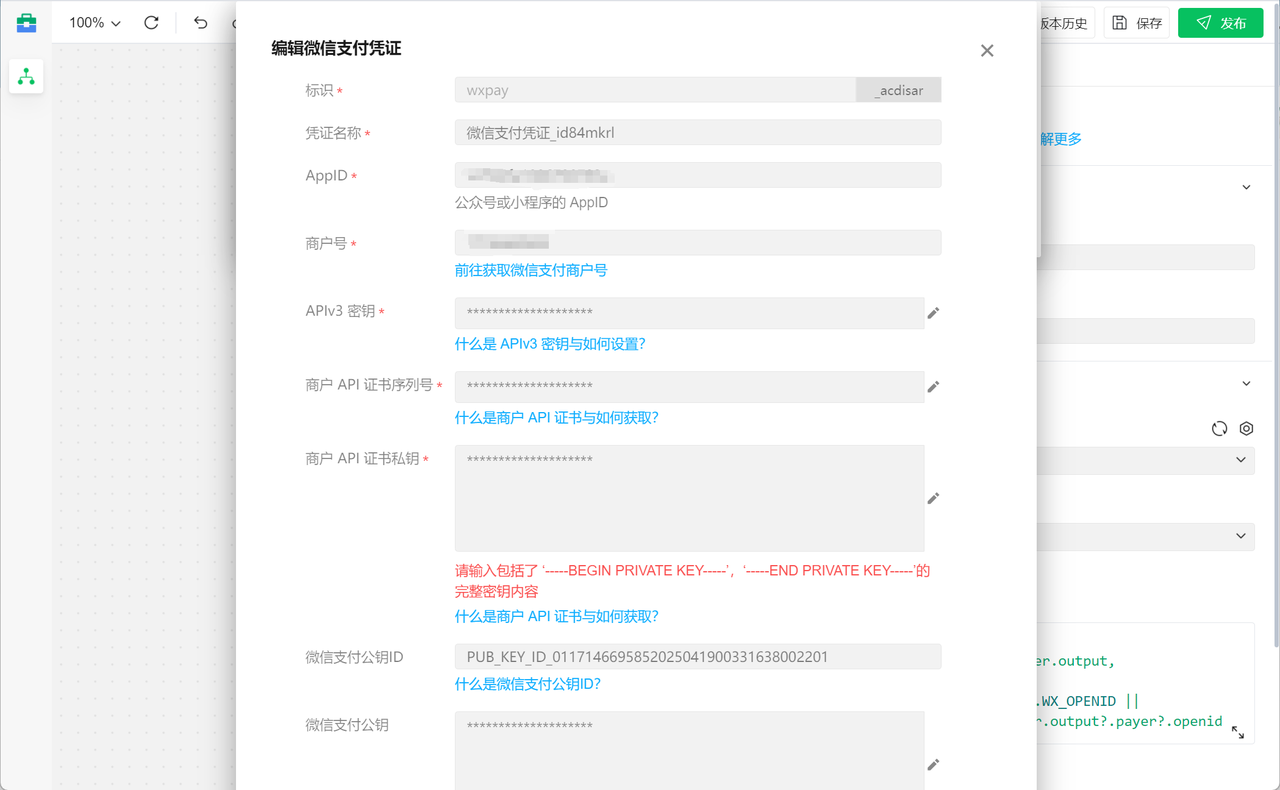 100%
版本历史
保存
发布
编辑微信支付凭证
标识 *
wxpay
_acdisar
凭证名称 *
微信支付凭证_id84mkrl
解更多
AppID *
公众号或小程序的 AppID
商户号 *
前往获取微信支付商户号
APIv3 密钥 *
********************
什么是 APIv3 密钥与如何设置?
商户 API 证书序列号 *
********************
什么是商户 API 证书与如何获取?
商户 API 证书私钥 *
********************
请输入包括了 '-----BEGIN PRIVATE KEY-----'，'-----END PRIVATE KEY-----'的
完整密钥内容
什么是商户 API 证书与如何获取?
微信支付公钥ID
PUB_KEY_ID_0117146695852025041900331638002201
什么是微信支付公钥ID?
er.output,
.WX_OPENID ||
r.output?.payer?.openid
微信支付公钥
********************